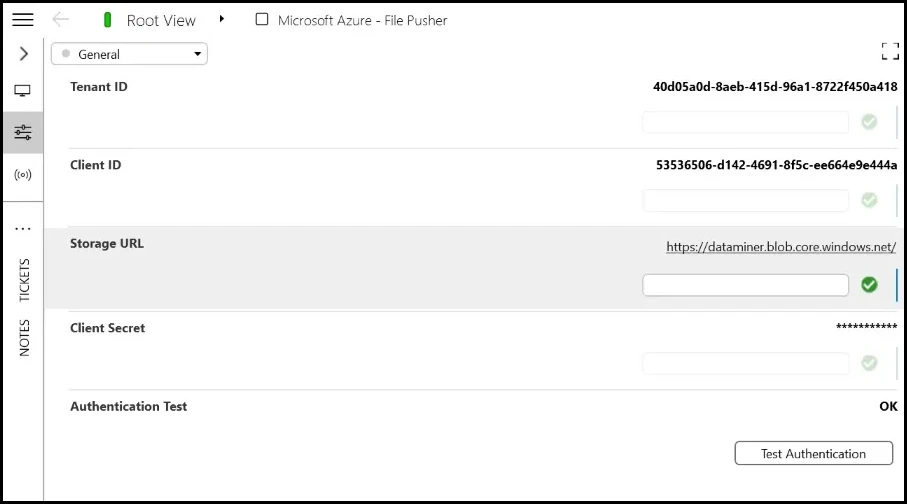 Root View
Microsoft Azure - File Pusher
General
Tenant ID
40d05a0d-8aeb-415d-96a1-8722f450a418
Client ID
53536506-d142-4691-8f5c-ee664e9e444a
Storage URL
https://dataminer.blob.core.windows.net/
Client Secret
***********
Authentication Test
OK
Test Authentication
TICKETS
NOTES